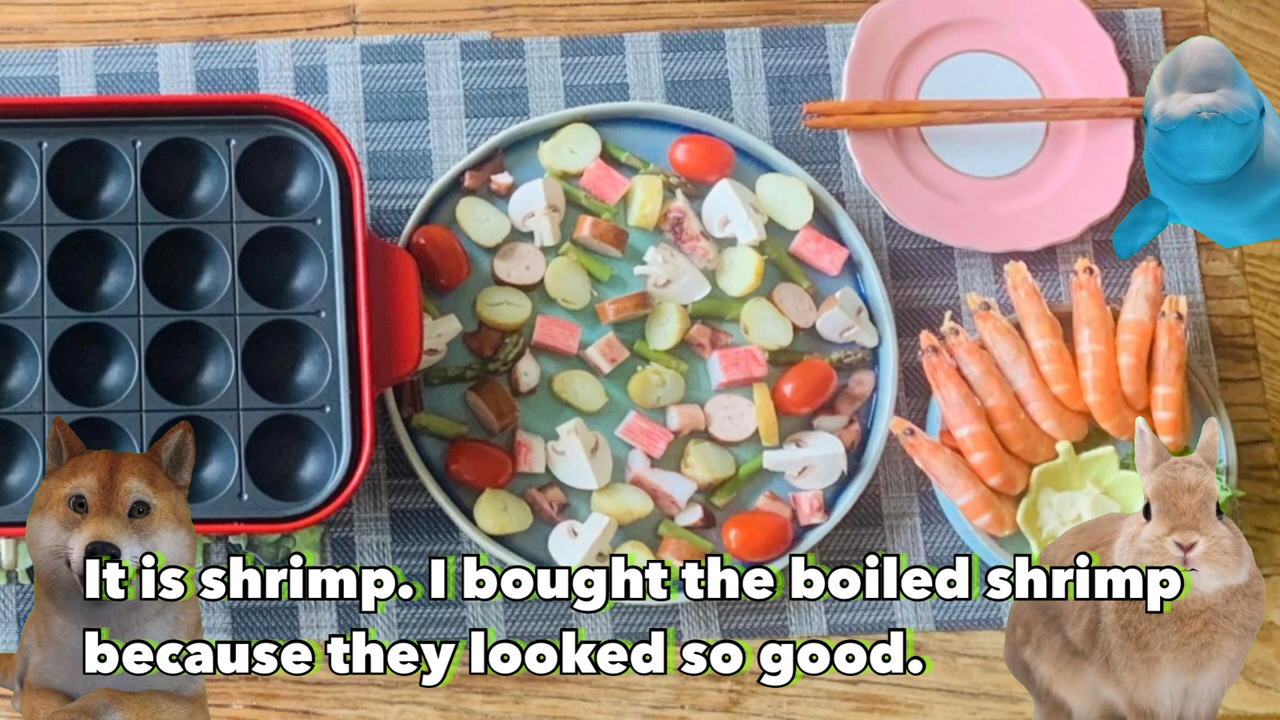 It is shrimp. I bought the boiled shrimp
because they looked so good.